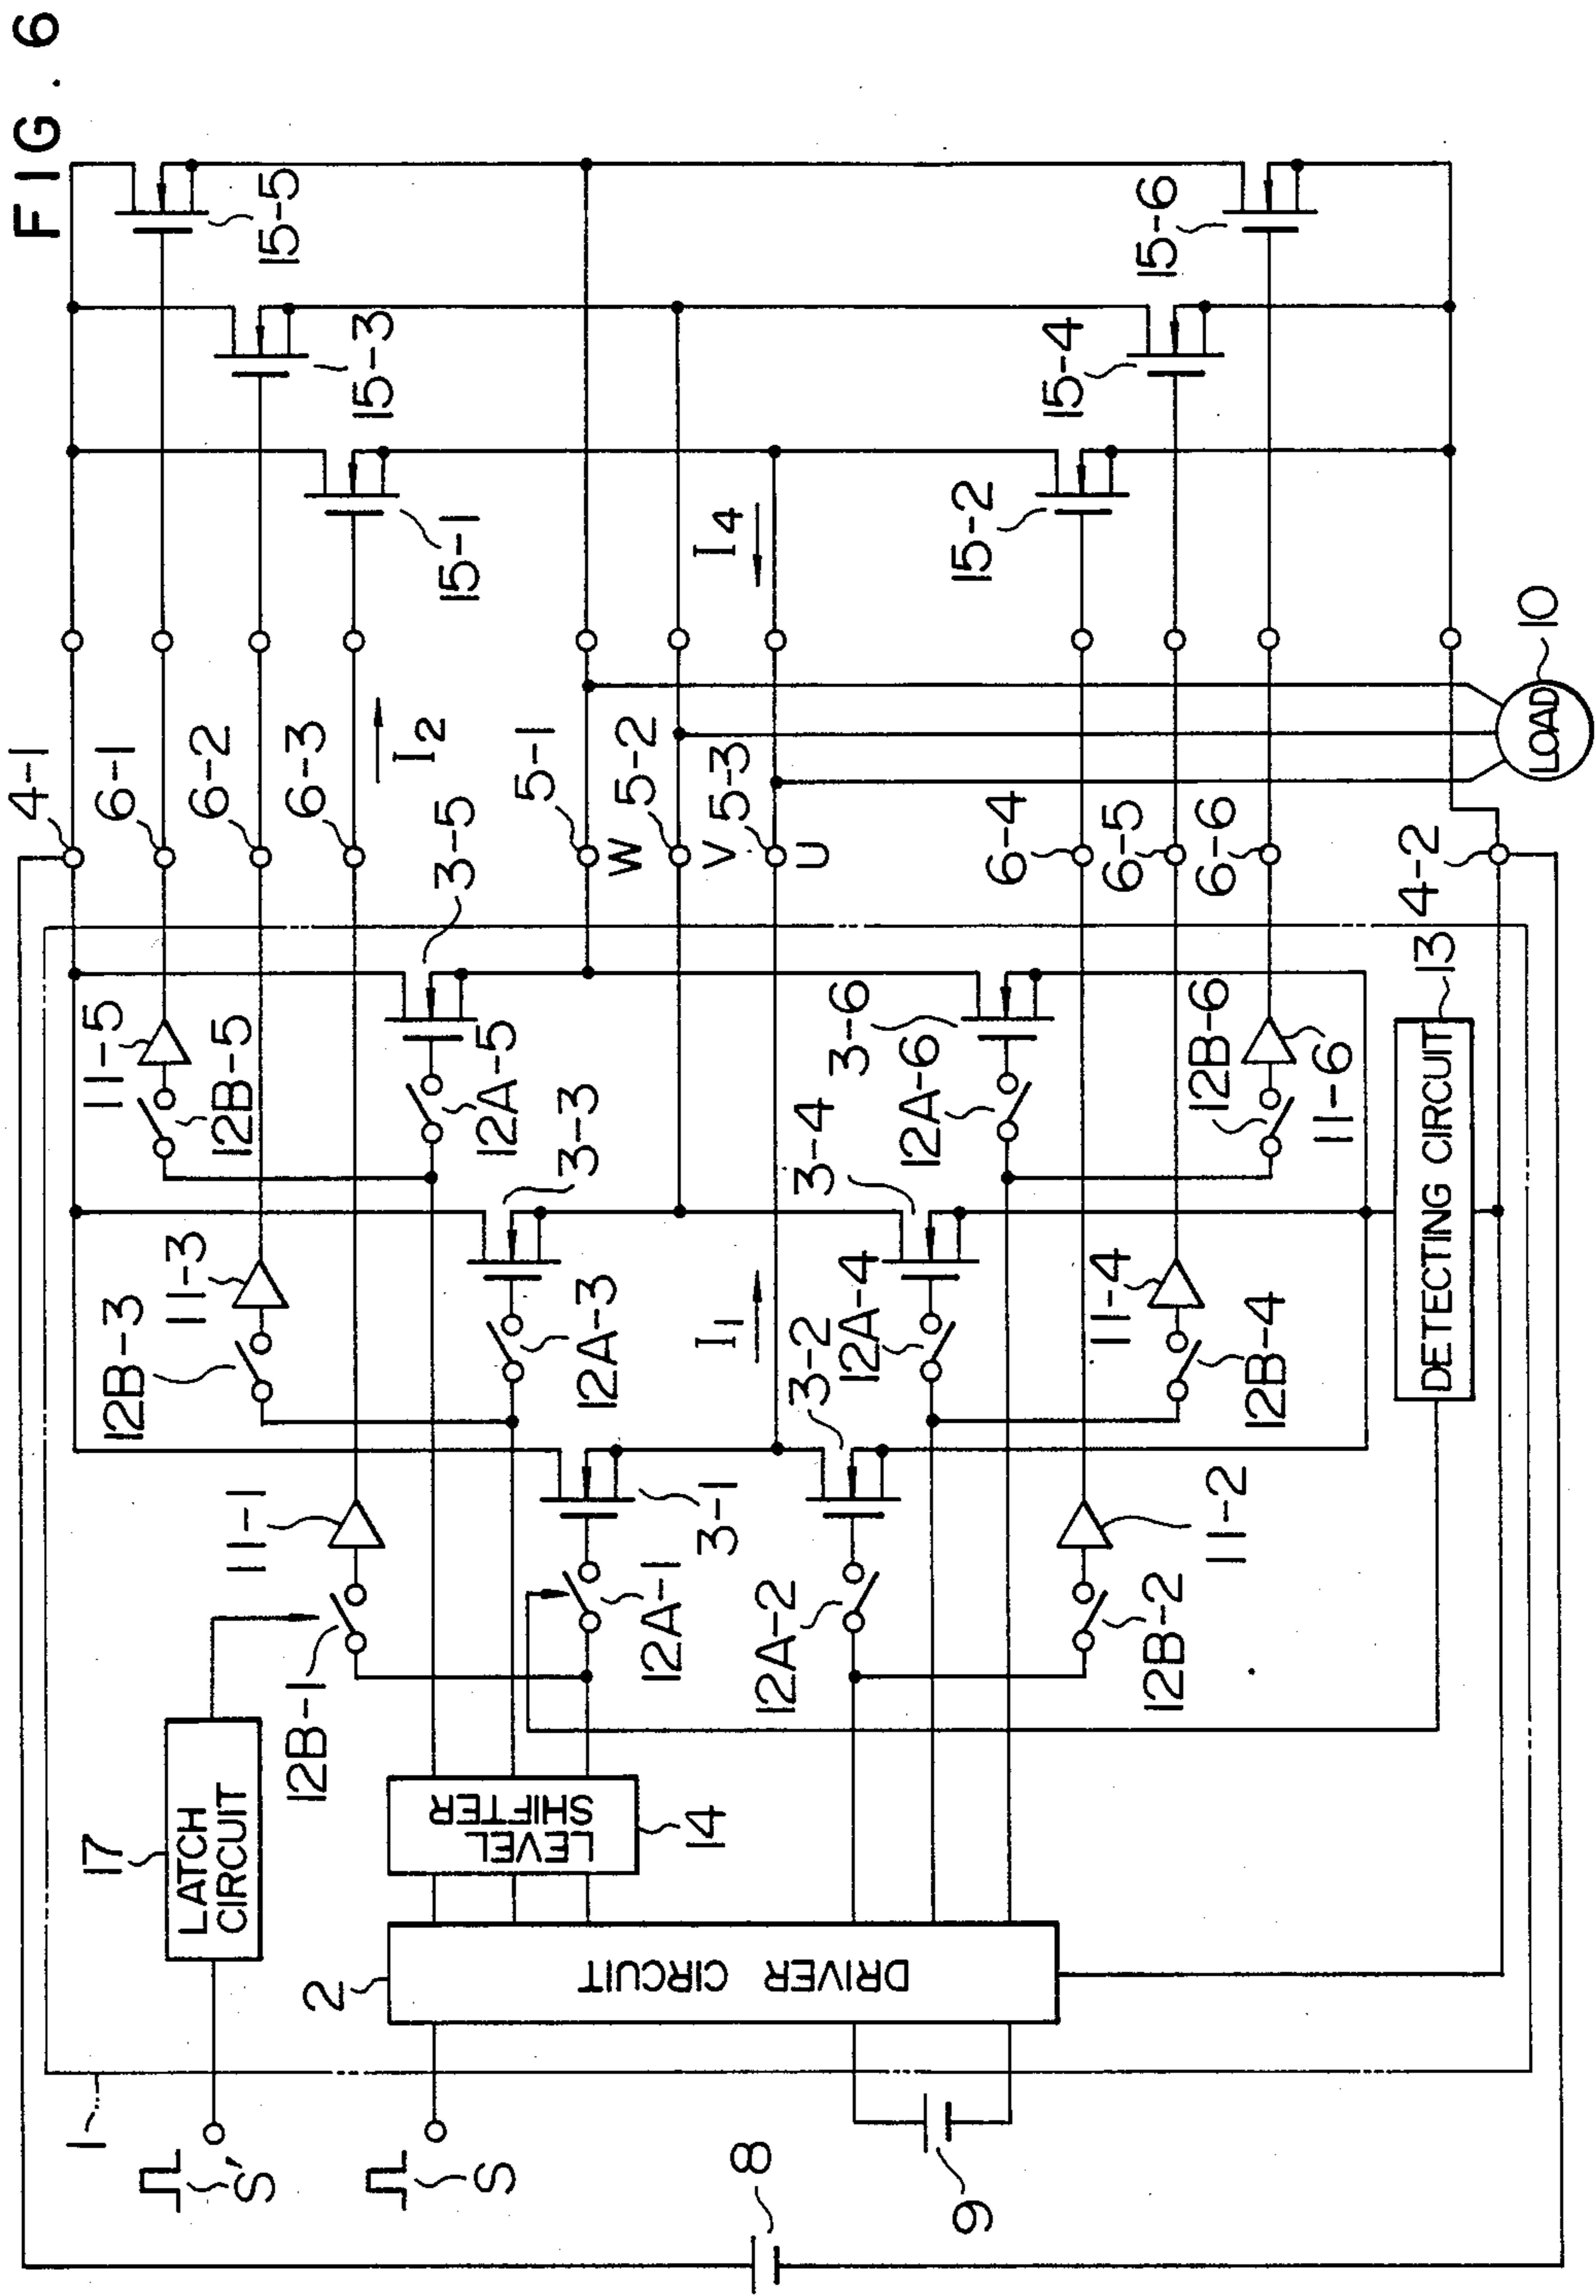 FIG. 6
4-1
6-1
6-2
6-3
I2
5-1
W
5-2
V
5-3
U
6-4
6-5
6-6
4-2
15-5
15-3
15-1
I4
15-2
15-4
15-6
10
LOAD
11-5
12B-5
3-5
12A-5
11-3
12B-3
3-3
12A-3
11-1
12B-1
3-1
12A-1
I1
3-6
12A-6
12B-6
11-6
3-4
12A-4
11-4
12B-4
3-2
12A-2
11-2
12B-2
13
DETECTING CIRCUIT
17
LATCH
CIRCUIT
LEVEL
SHIFTER
14
2
DRIVER CIRCUIT
1
S'
S
8
9